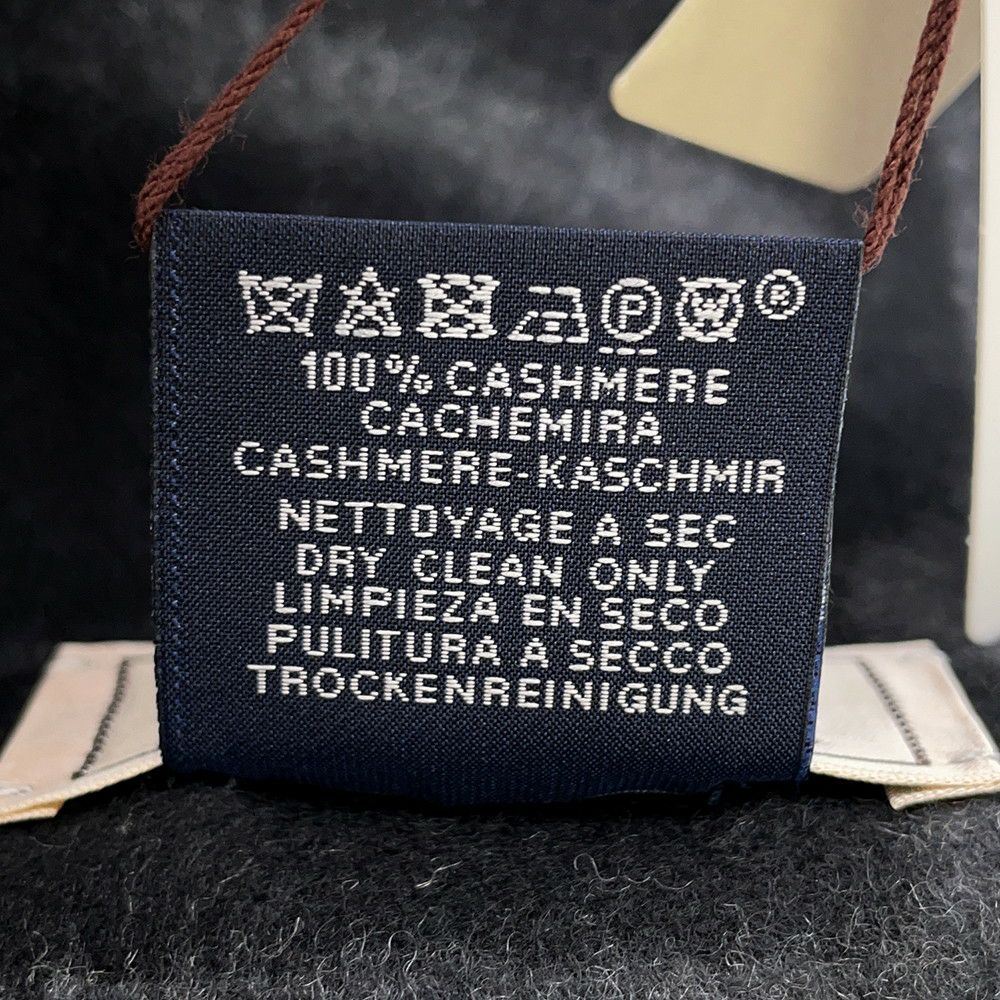 P W ®
100% CASHMERE
CACHEMIRA
CASHMERE-KASCHMIR
NETTOYAGE A SEC
DRY CLEAN ONLY
LIMPIEZA EN SECO
PULITURA A SECCO
TROCKENREINIGUNG